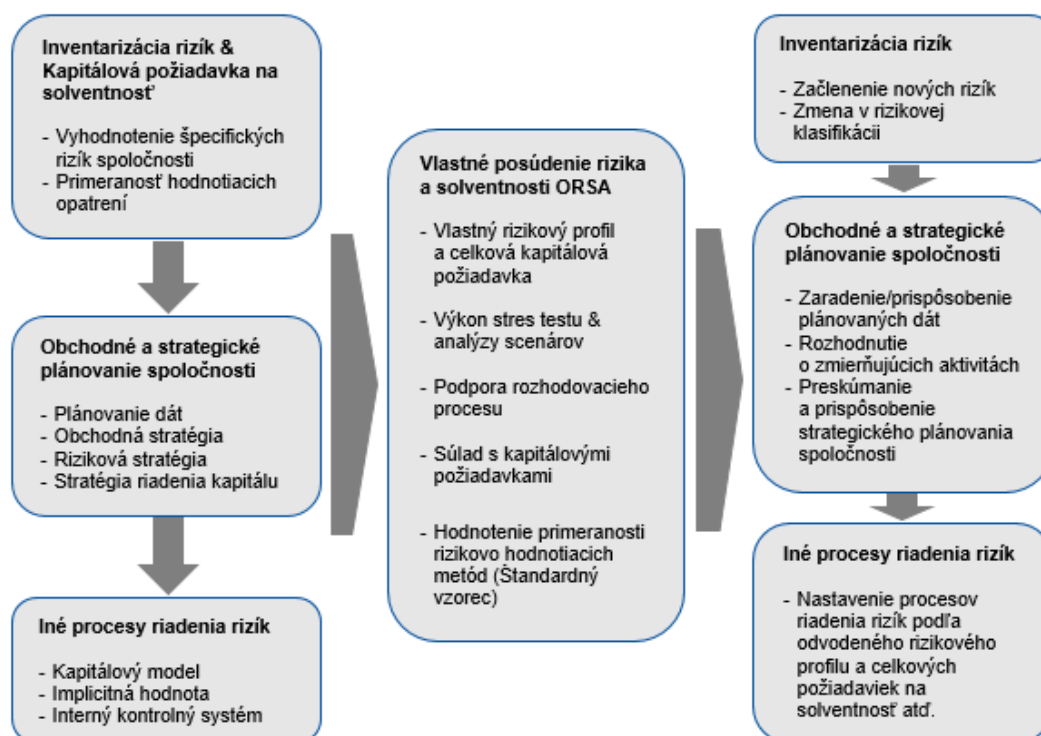 Inventarizácia rizík &
Kapitálová požiadavka na
solventnosť
- Vyhodnotenie špecifických
rizík spoločnosti
- Primeranosť hodnotiacich
opatrení
Obchodné a strategické
plánovanie spoločnosti
- Plánovanie dát
- Obchodná stratégia
- Riziková stratégia
- Stratégia riadenia kapitálu
Iné procesy riadenia rizík
- Kapitálový model
- Implicitná hodnota
- Interný kontrolný systém
Vlastné posúdenie rizika
a solventnosti ORSA
- Vlastný rizikový profil
a celková kapitálová
požiadavka
- Výkon stres testu &
analýzy scenárov
- Podpora rozhodovacieho
procesu
- Súlad s kapitálovými
požiadavkami
- Hodnotenie primeranosti
rizikovo hodnotiacich
metód (Štandardný
vzorec)
Inventarizácia rizík
- Začlenenie nových rizík
- Zmena v rizikovej
klasifikácii
Obchodné a strategické
plánovanie spoločnosti
- Zaradenie/prispôsobenie
plánovaných dát
- Rozhodnutie
o zmierňujúcich aktivitách
- Preskúmanie
a prispôsobenie
strategického plánovania
spoločnosti
Iné procesy riadenia rizík
- Nastavenie procesov
riadenia rizík podľa
odvodeného rizikového
profilu a celkových
požiadaviek na
solventnosť atď.